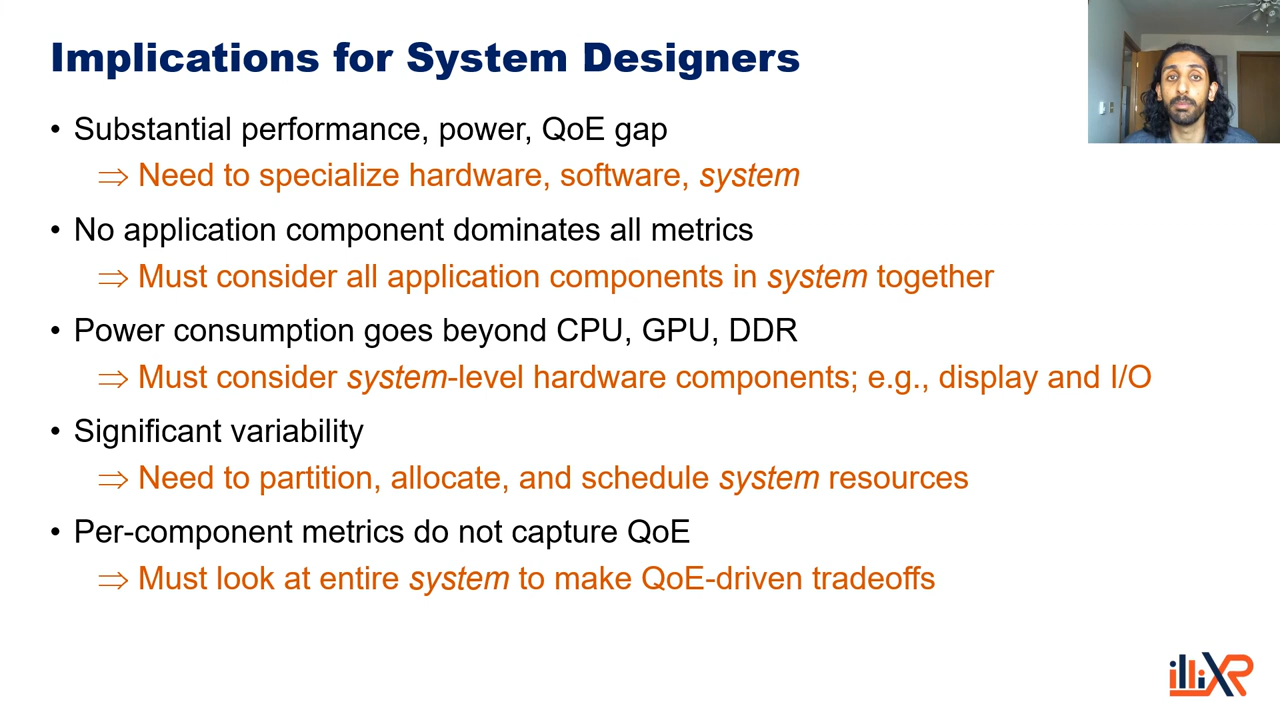 Implications for System Designers
• Substantial performance, power, QoE gap
⇒ Need to specialize hardware, software, system
• No application component dominates all metrics
⇒ Must consider all application components in system together
• Power consumption goes beyond CPU, GPU, DDR
⇒ Must consider system-level hardware components; e.g., display and I/O
• Significant variability
⇒ Need to partition, allocate, and schedule system resources
• Per-component metrics do not capture QoE
⇒ Must look at entire system to make QoE-driven tradeoffs
illiXR